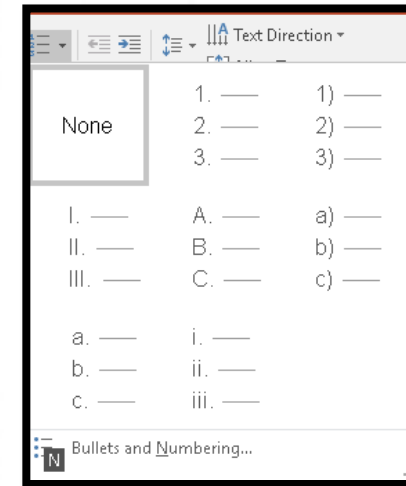 Text Direction
None
1.
2.
3.
1)
2)
3)
I.
II.
III.
A.
B.
C.
a)
b)
c)
a.
b.
c.
i.
ii.
iii.
N
Bullets and Numbering...